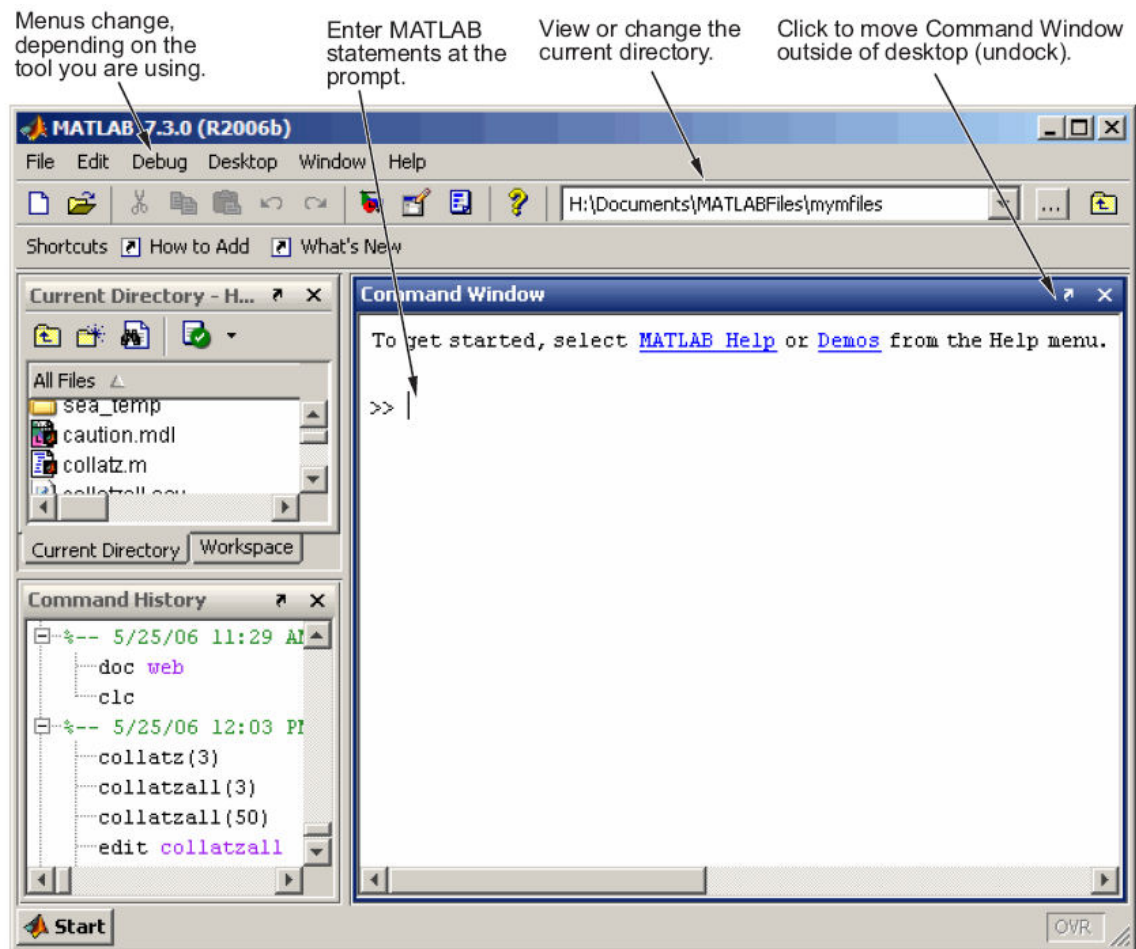 Menus change,
depending on the
tool you are using.
Enter MATLAB
statements at the
prompt.
View or change the
current directory.
Click to move Command Window
outside of desktop (undock).
MATLAB 7.3.0 (R2006b)
File Edit Debug Desktop Window Help
H:\Documents\MATLABFiles\mymfiles
...
Shortcuts How to Add What's New
Current Directory - H...
All Files
sea_temp
caution.mdl
collatz.m
Current Directory Workspace
Command History
%-- 5/25/06 11:29 AM
doc web
clc
%-- 5/25/06 12:03 PM
collatz(3)
collatzall(3)
collatzall(50)
edit collatzall
Command Window
To get started, select MATLAB Help or Demos from the Help menu.
>>
Start
OVR